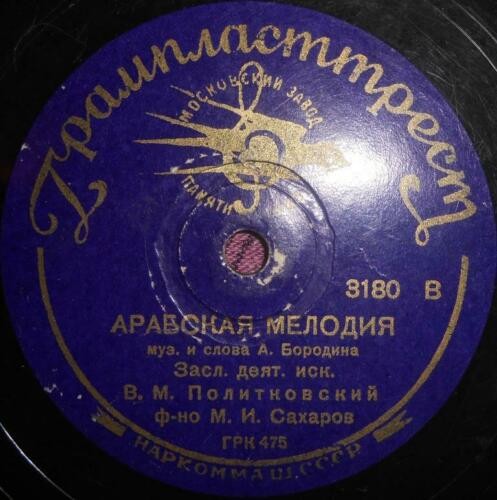 Грампласттрест
МОСКОВСКИЙ ЗАВОД
ПАМЯТИ
3180 В
АРАБСКАЯ МЕЛОДИЯ
муз. и слова А. Бородина
Засл. деят. иск.
В. М. Политковский
ф-но М. И. Сахаров
ГРК 475
НАРКОММАШ.СССР